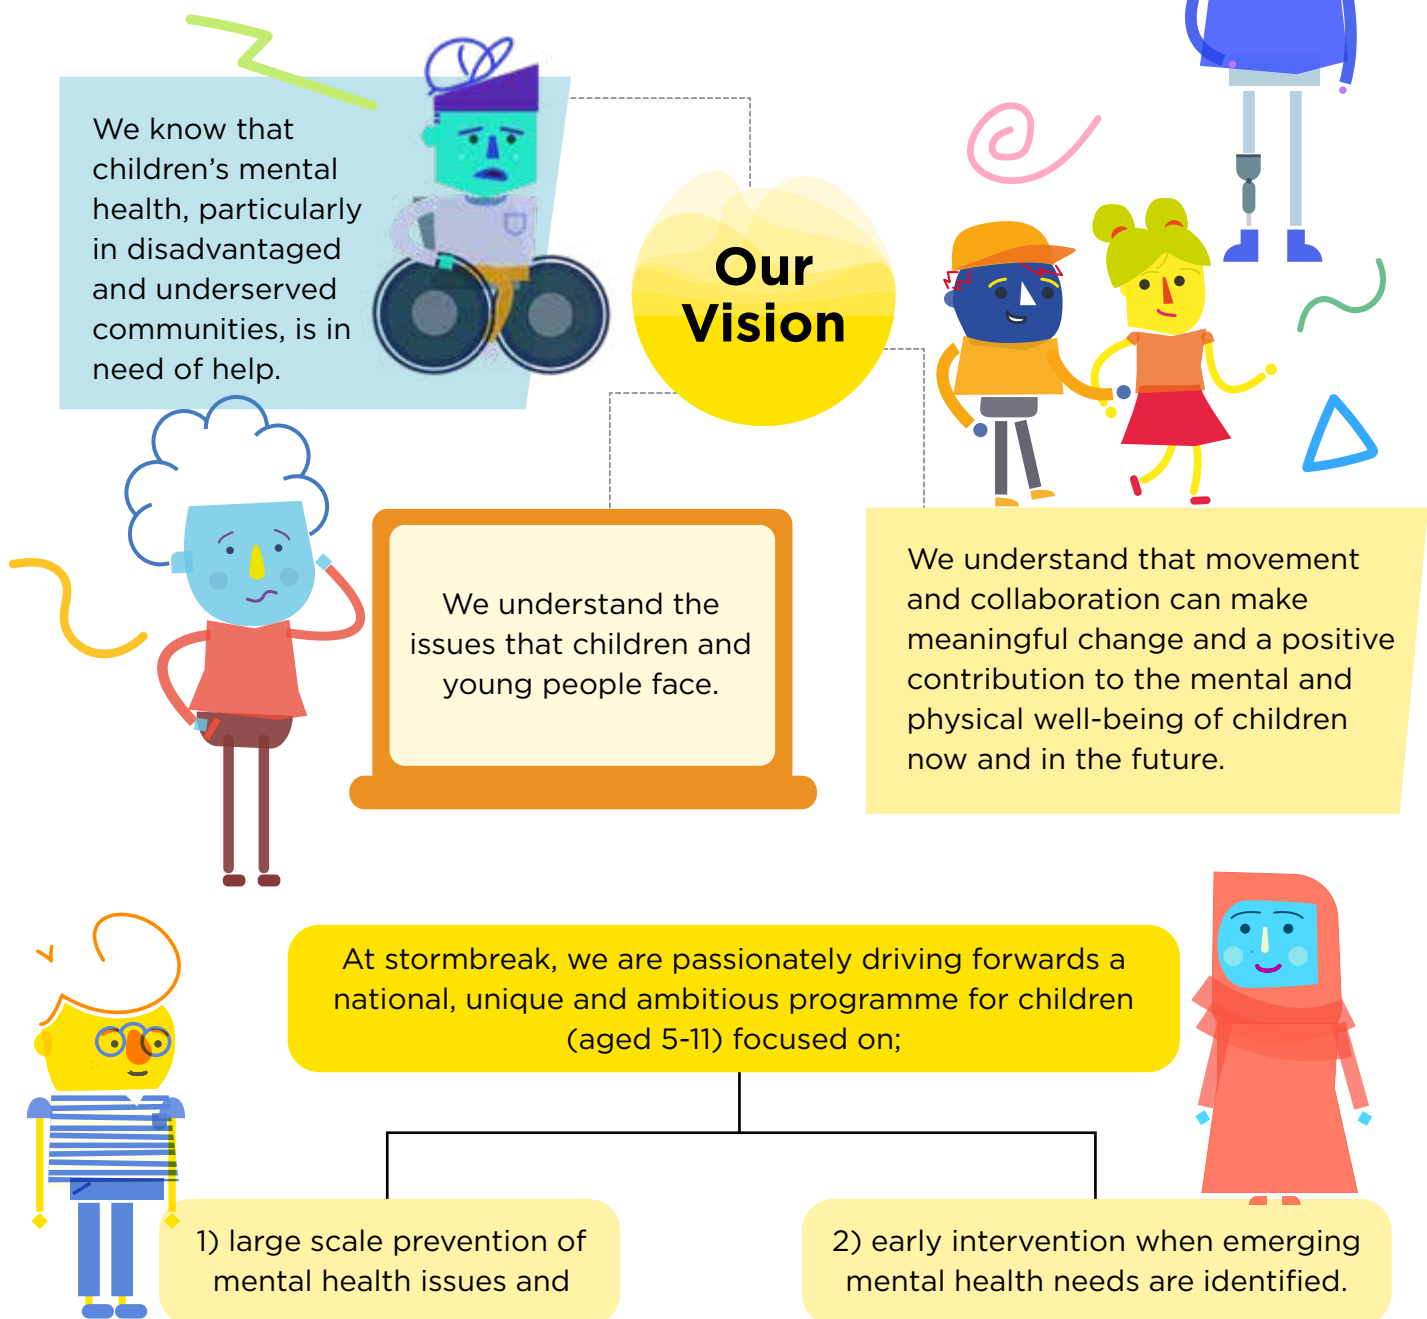 We know that
children’s mental
health, particularly
in disadvantaged
and underserved
communities, is in
need of help.
Our
Vision
We understand the
issues that children and
young people face.
We understand that movement
and collaboration can make
meaningful change and a positive
contribution to the mental and
physical well-being of children
now and in the future.
At stormbreak, we are passionately driving forwards a
national, unique and ambitious programme for children
(aged 5-11) focused on;
1) large scale prevention of
mental health issues and
2) early intervention when emerging
mental health needs are identified.